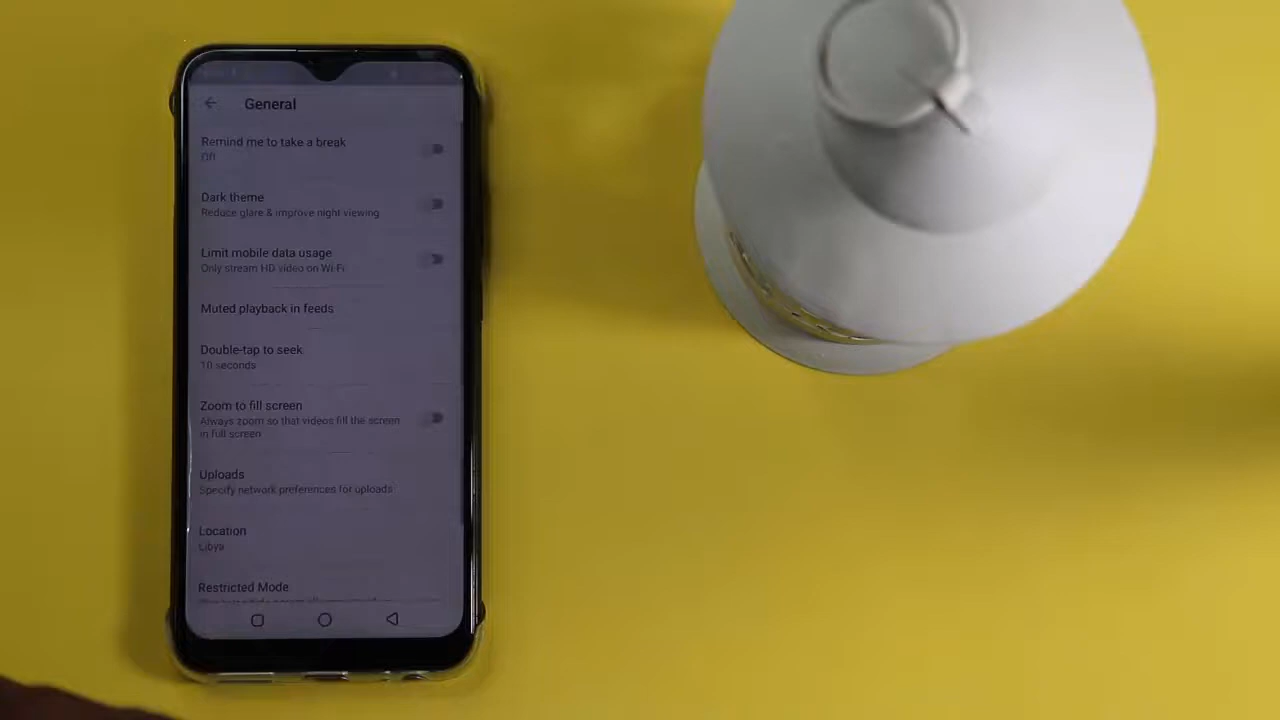 General
Remind me to take a break
Off
Dark theme
Reduce glare & improve night viewing
Limit mobile data usage
Only stream HD video on Wi-Fi
Muted playback in feeds
Double-tap to seek
10 seconds
Zoom to fill screen
Always zoom so that videos fill the screen
in full screen
Uploads
Specify network preferences for uploads
Location
Libya
Restricted Mode